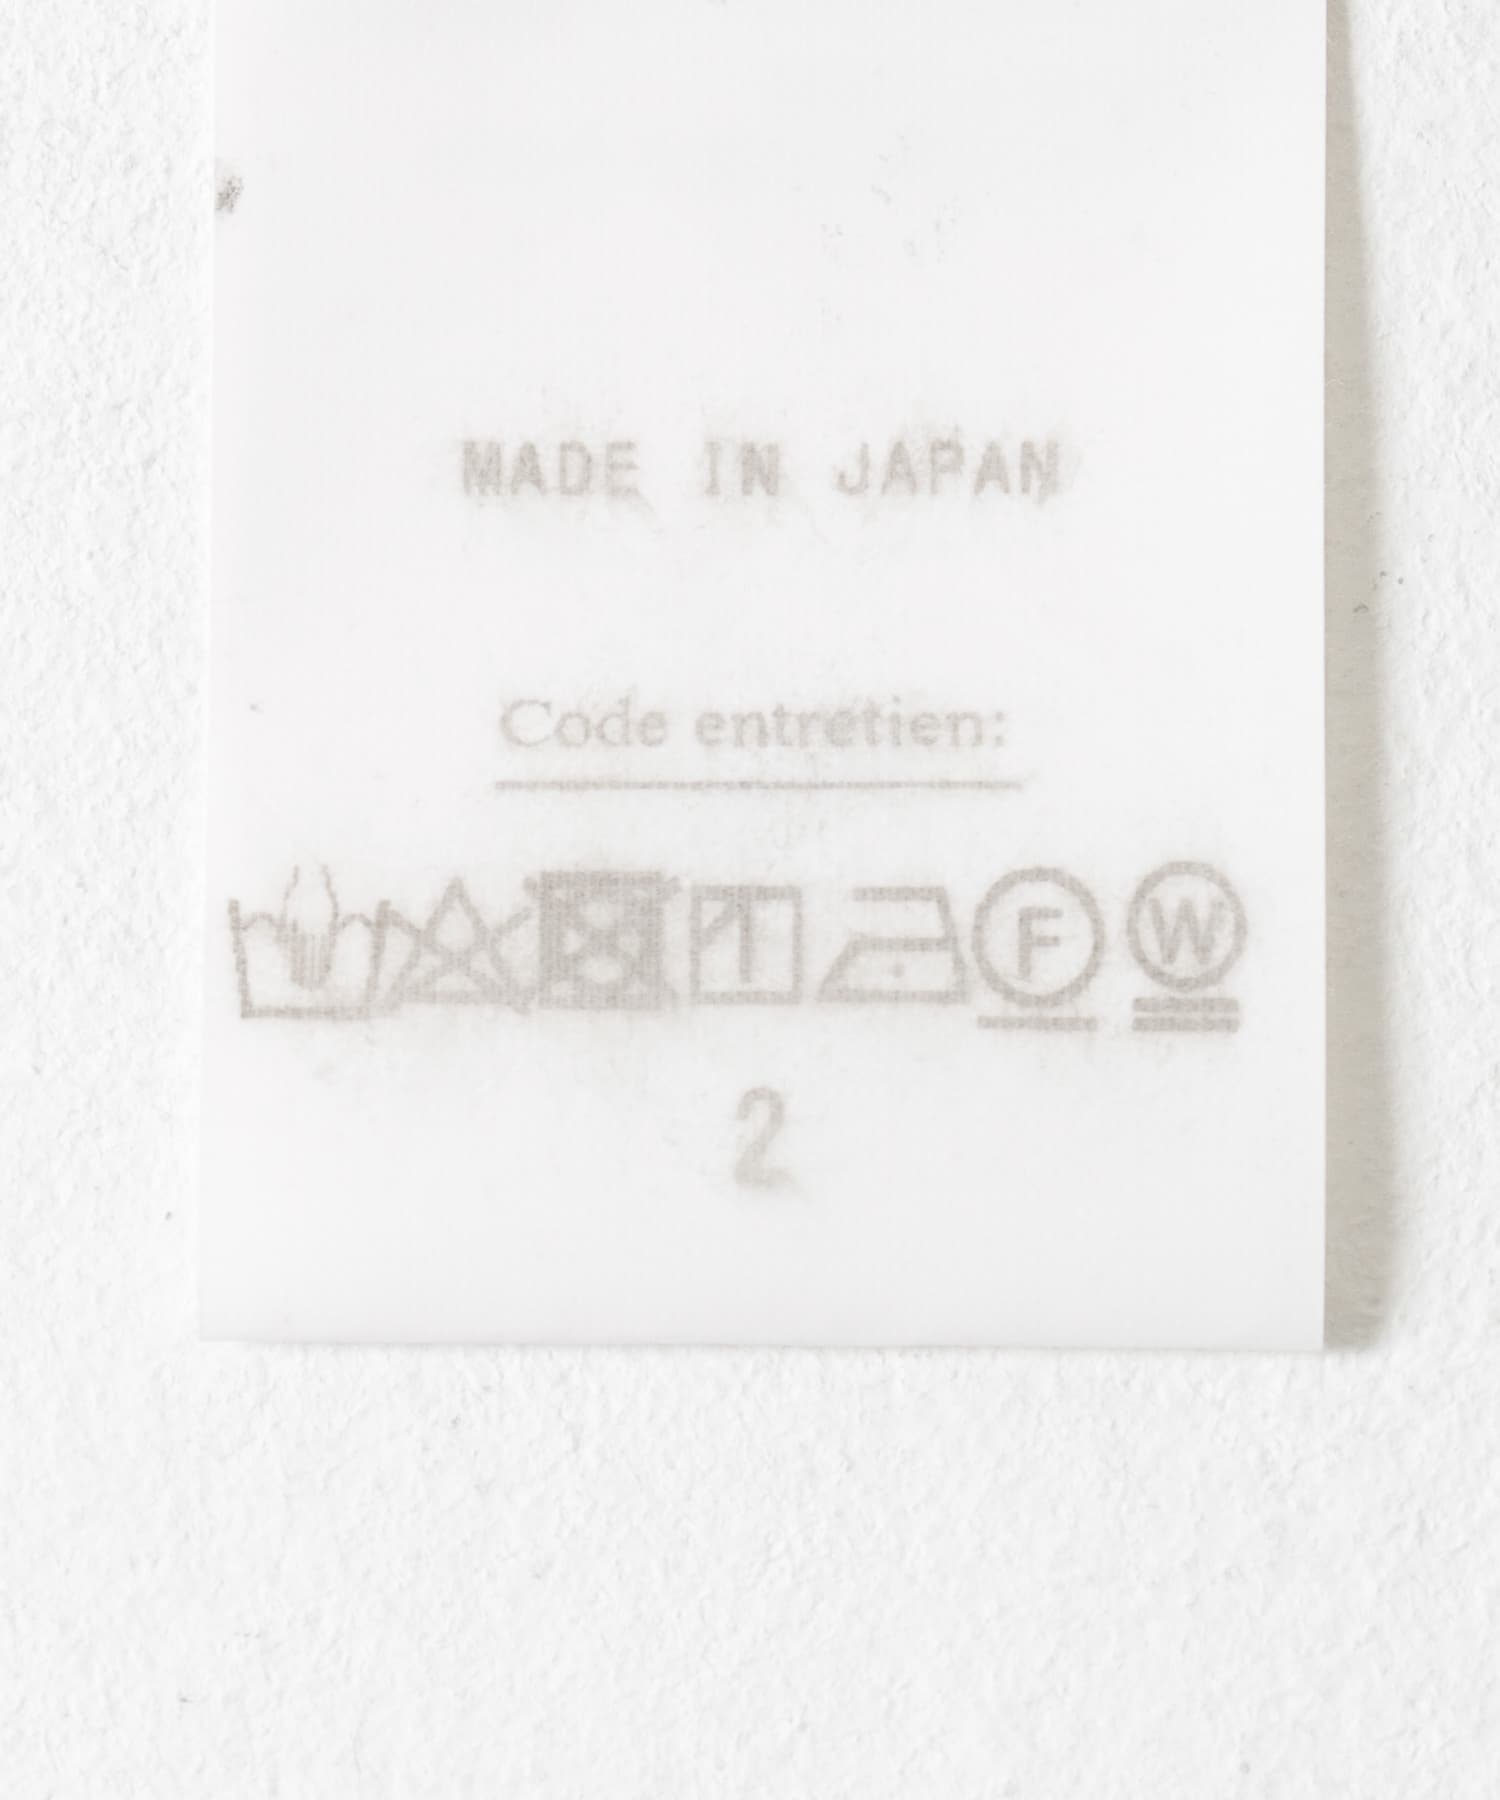 MADE IN JAPAN
Code entretien:
F W
2